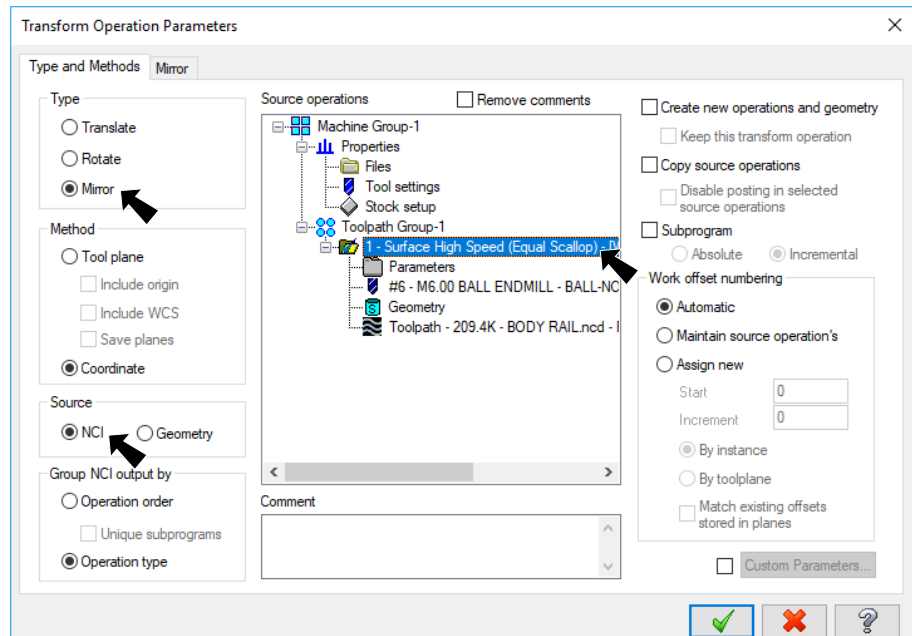 Transform Operation Parameters
Type and Methods
Mirror
Type
Translate
Rotate
Mirror
Method
Tool plane
Include origin
Include WCS
Save planes
Coordinate
Source
NCI
Geometry
Group NCI output by
Operation order
Unique subprograms
Operation type
Source operations
Remove comments
Machine Group-1
Properties
Files
Tool settings
Stock setup
Toolpath Group-1
1 - Surface High Speed (Equal Scallop) -
Parameters
#6 - M6.00 BALL ENDMILL - BALL-NC
Geometry
Toolpath - 209.4K - BODY RAIL.ncd -
Comment
Create new operations and geometry
Keep this transform operation
Copy source operations
Disable posting in selected
source operations
Subprogram
Absolute
Incremental
Work offset numbering
Automatic
Maintain source operation's
Assign new
Start
0
Increment
0
By instance
By toolplane
Match existing offsets
stored in planes
Custom Parameters...